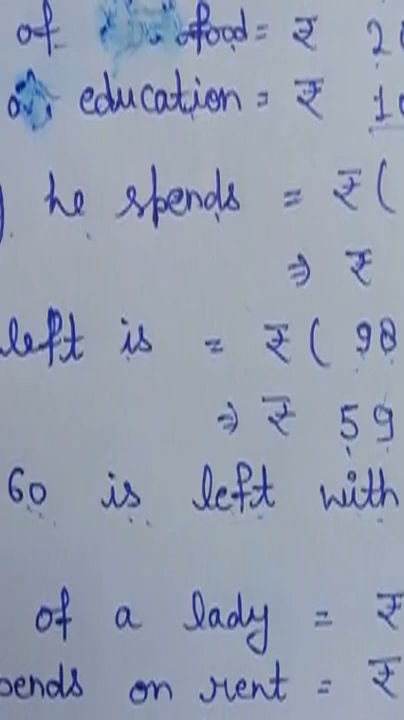 of food = ₹ 2
education = ₹ 1
he spends = ₹ (
⇒ ₹
left is = ₹ ( 98
⇒ ₹ 59
60 is left with
of a lady = ₹
pends on rent = ₹